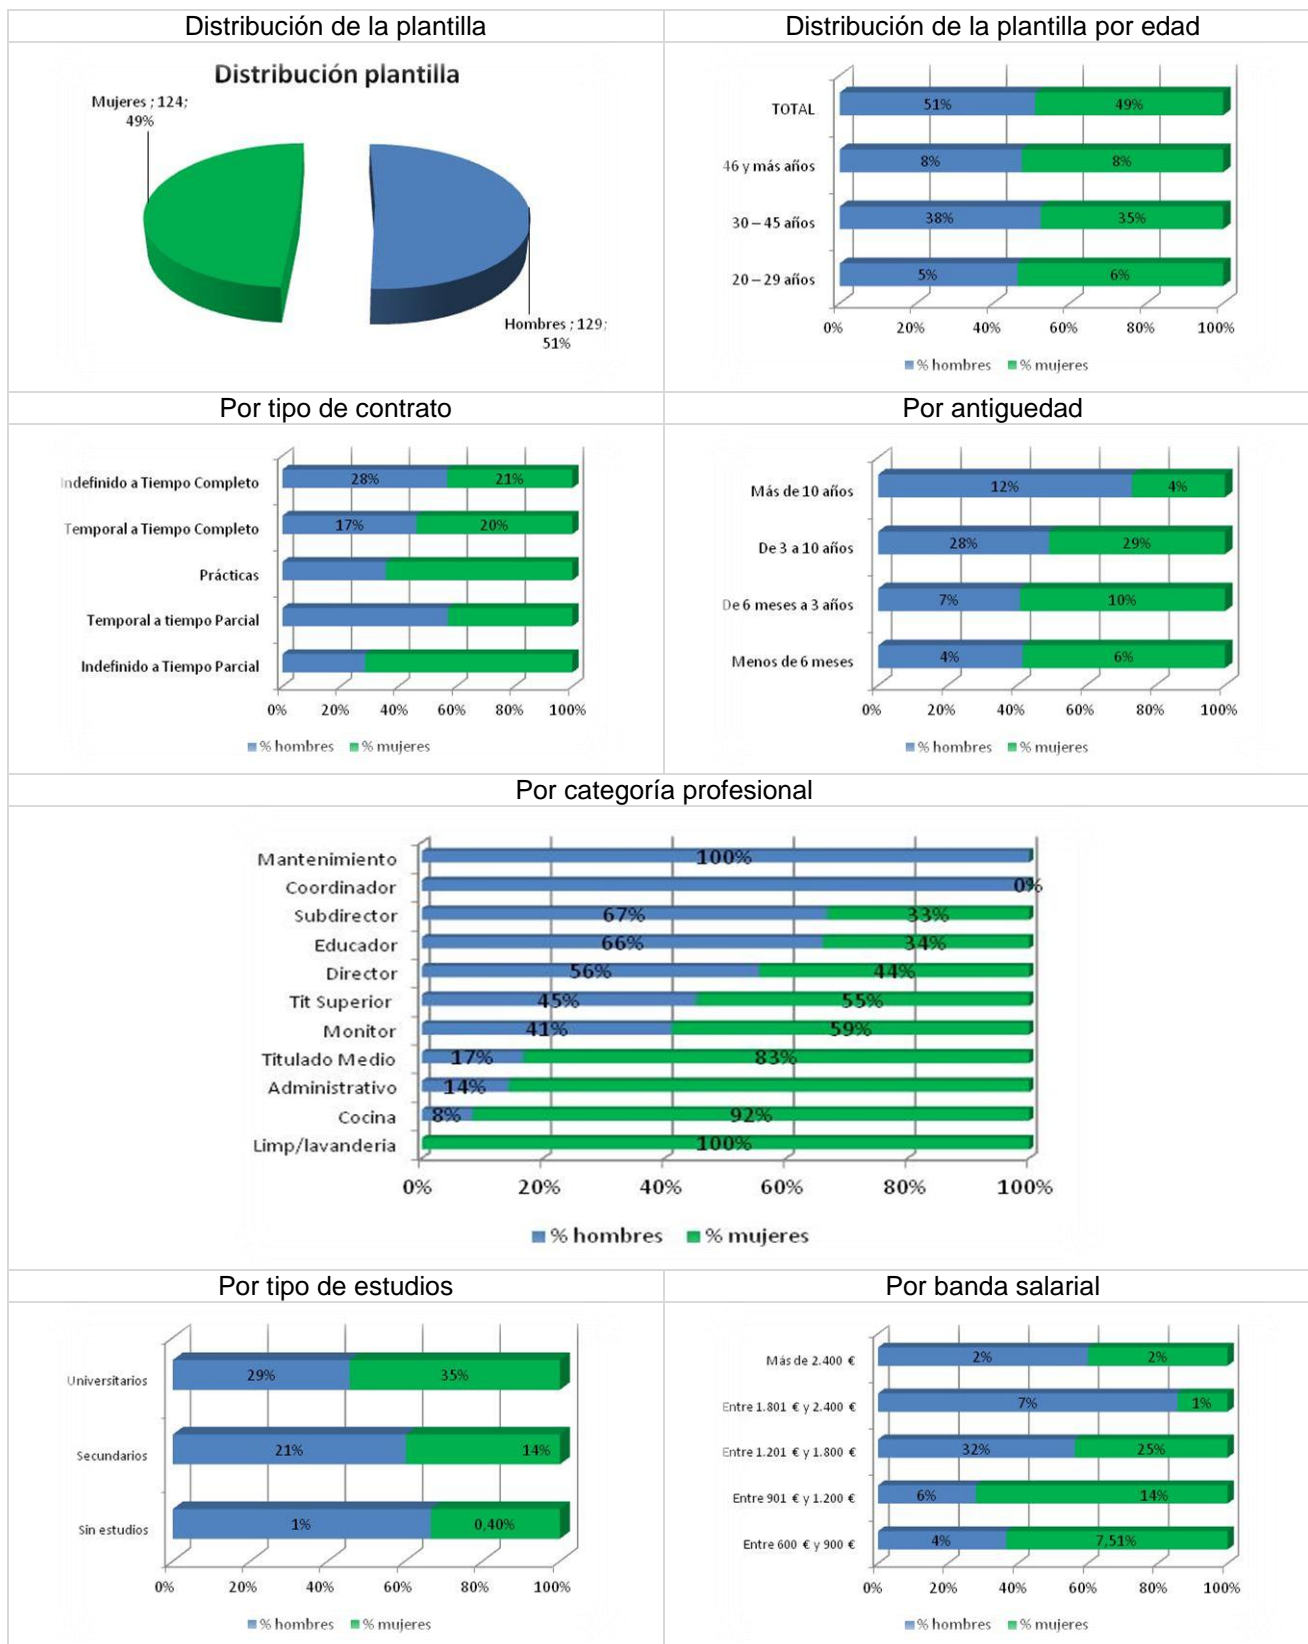 Distribución de la plantilla
Distribución plantilla
Mujeres ; 124;
49%
Hombres ; 129;
51%
Distribución de la plantilla por edad
TOTAL 51% 49%
46 y más años 8% 8%
30 – 45 años 38% 35%
20 – 29 años 5% 6%
0% 20% 40% 60% 80% 100%
% hombres % mujeres
Por tipo de contrato
Indefinido a Tiempo Completo 28% 21%
Temporal a Tiempo Completo 17% 20%
Prácticas
Temporal a tiempo Parcial
Indefinido a Tiempo Parcial
0% 20% 40% 60% 80% 100%
% hombres % mujeres
Por antiguedad
Más de 10 años 12% 4%
De 3 a 10 años 28% 29%
De 6 meses a 3 años 7% 10%
Menos de 6 meses 4% 6%
0% 20% 40% 60% 80% 100%
% hombres % mujeres
Por categoría profesional
Mantenimiento 100%
Coordinador 0%
Subdirector 67% 33%
Educador 66% 34%
Director 56% 44%
Tit Superior 45% 55%
Monitor 41% 59%
Titulado Medio 17% 83%
Administrativo 14%
Cocina 8% 92%
Limp/lavanderia 100%
0% 20% 40% 60% 80% 100%
% hombres % mujeres
Por tipo de estudios
Universitarios 29% 35%
Secundarios 21% 14%
Sin estudios 1% 0,40%
0% 20% 40% 60% 80% 100%
% hombres % mujeres
Por banda salarial
Más de 2.400 € 2% 2%
Entre 1.801 € y 2.400 € 7% 1%
Entre 1.201 € y 1.800 € 32% 25%
Entre 901 € y 1.200 € 6% 14%
Entre 600 € y 900 € 4% 7,51%
0% 20% 40% 60% 80% 100%
% hombres % mujeres